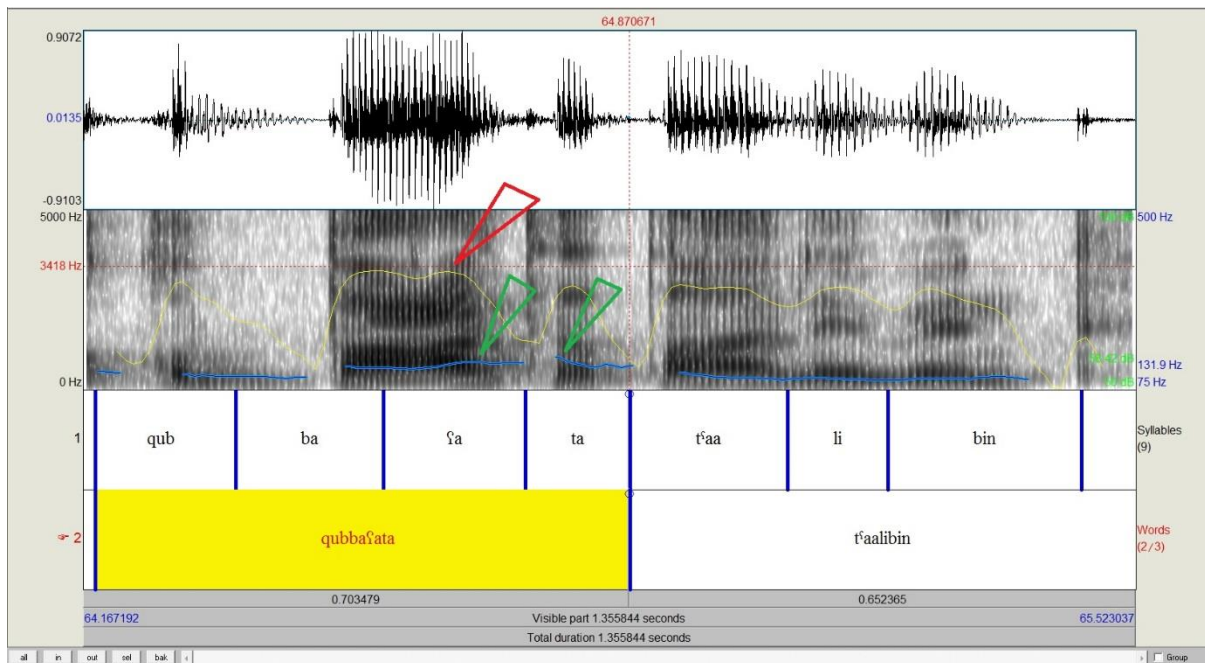 64.870671
0.9072
0.0135
-0.9103
5000 Hz
500 Hz
3418 Hz
131.9 Hz
0 Hz
75 Hz
1 qub ba ʕa ta tˤaa li bin Syllables
(9)
2 qubbaʕata tˤaalibin Words
(2/3)
0.703479 0.652365
64.167192 Visible part 1.355844 seconds 65.523037
Total duration 1.355844 seconds
all in out sel bak Group